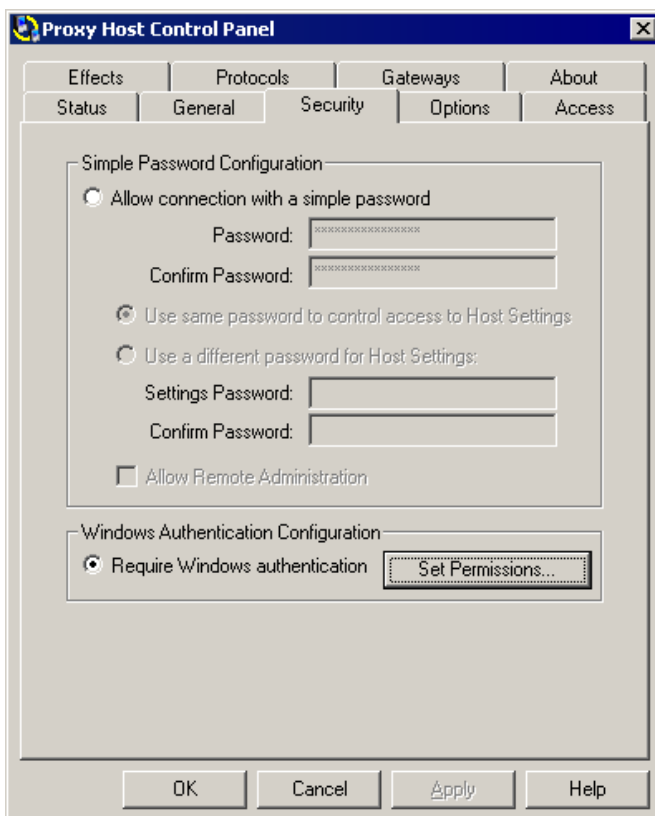 Proxy Host Control Panel
Effects Protocols Gateways About
Status General Security Options Access
Simple Password Configuration
Allow connection with a simple password
Password: ****************
Confirm Password: ****************
Use same password to control access to Host Settings
Use a different password for Host Settings:
Settings Password:
Confirm Password:
Allow Remote Administration
Windows Authentication Configuration
Require Windows authentication Set Permissions...
OK Cancel Apply Help